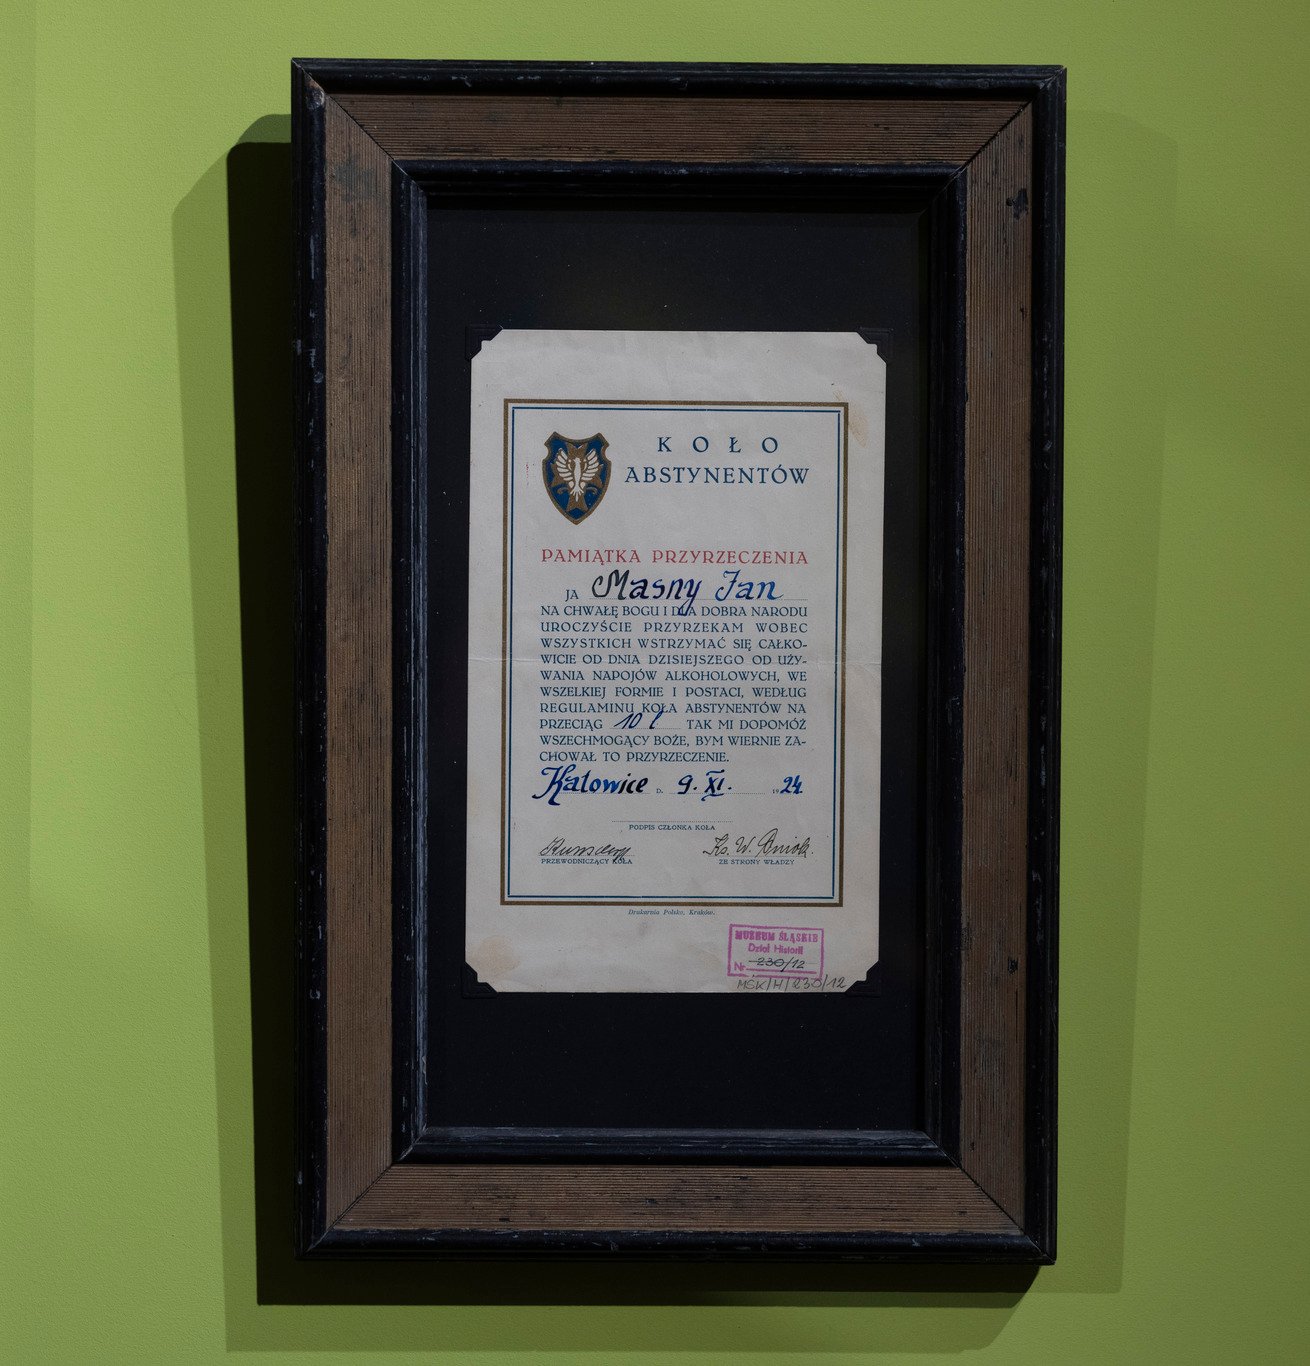 KOŁO
ABSTYNENTÓW
PAMIĄTKA PRZYRZECZENIA
JA Masny Jan
NA CHWAŁĘ BOGU I DLA DOBRA NARODU
UROCZYŚCIE PRZYRZEKAM WOBEC
WSZYSTKICH WSTRZYMAĆ SIĘ CAŁKO-
WICIE OD DNIA DZISIEJSZEGO OD UŻY-
WANIA NAPOJÓW ALKOHOLOWYCH, WE
WSZELKIEJ FORMIE I POSTACI, WEDŁUG
REGULAMINU KOŁA ABSTYNENTÓW NA
PRZECIĄG 10 l TAK MI DOPOMÓŻ
WSZECHMOGĄCY BOŻE, BYM WIERNIE ZA-
CHOWAŁ TO PRZYRZECZENIE.
Katowice D. 9. XI. 1924.
PODPIS CZŁONKA KOŁA
Ks. W.
PRZEWODNICZĄCY KOŁA ZE STRONY WŁADZY
Drukarnia Polska, Kraków.
MUZEUM ŚLĄSKIE
Dział Historii
Nr 230/12
MŚK/H/230/12